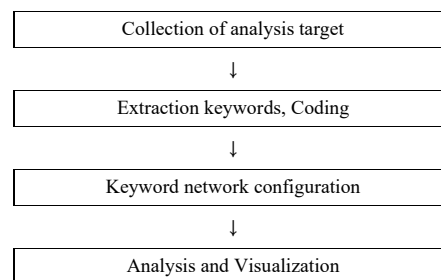 Collection of analysis target
↓
Extraction keywords, Coding
↓
Keyword network configuration
↓
Analysis and Visualization